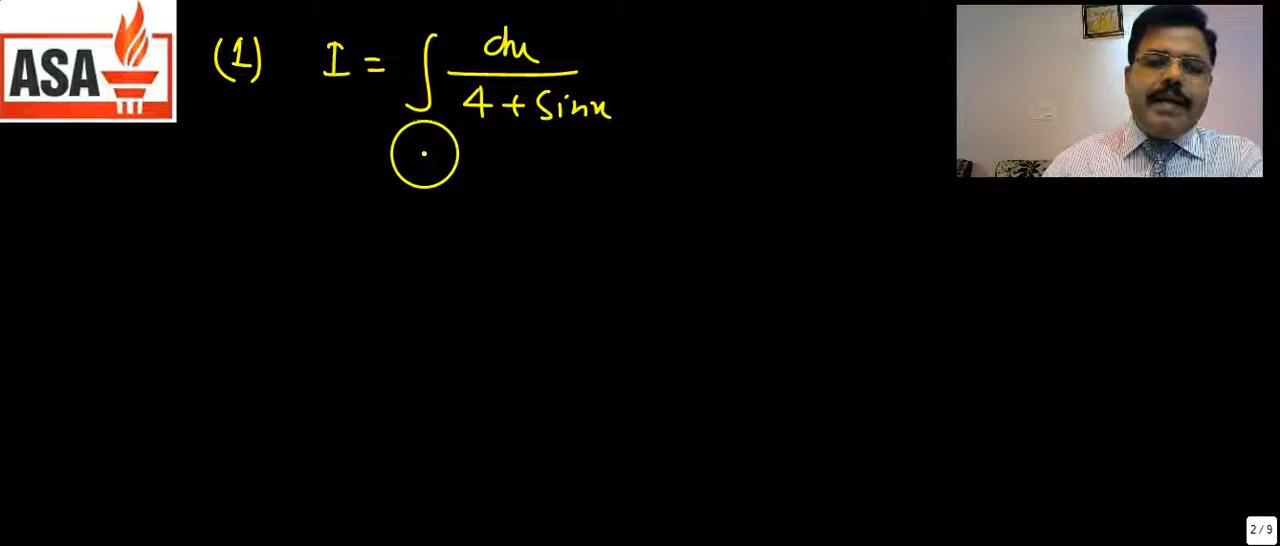 ASA
(1) I = ∫ dx / (4 + Sinx)
2 / 9